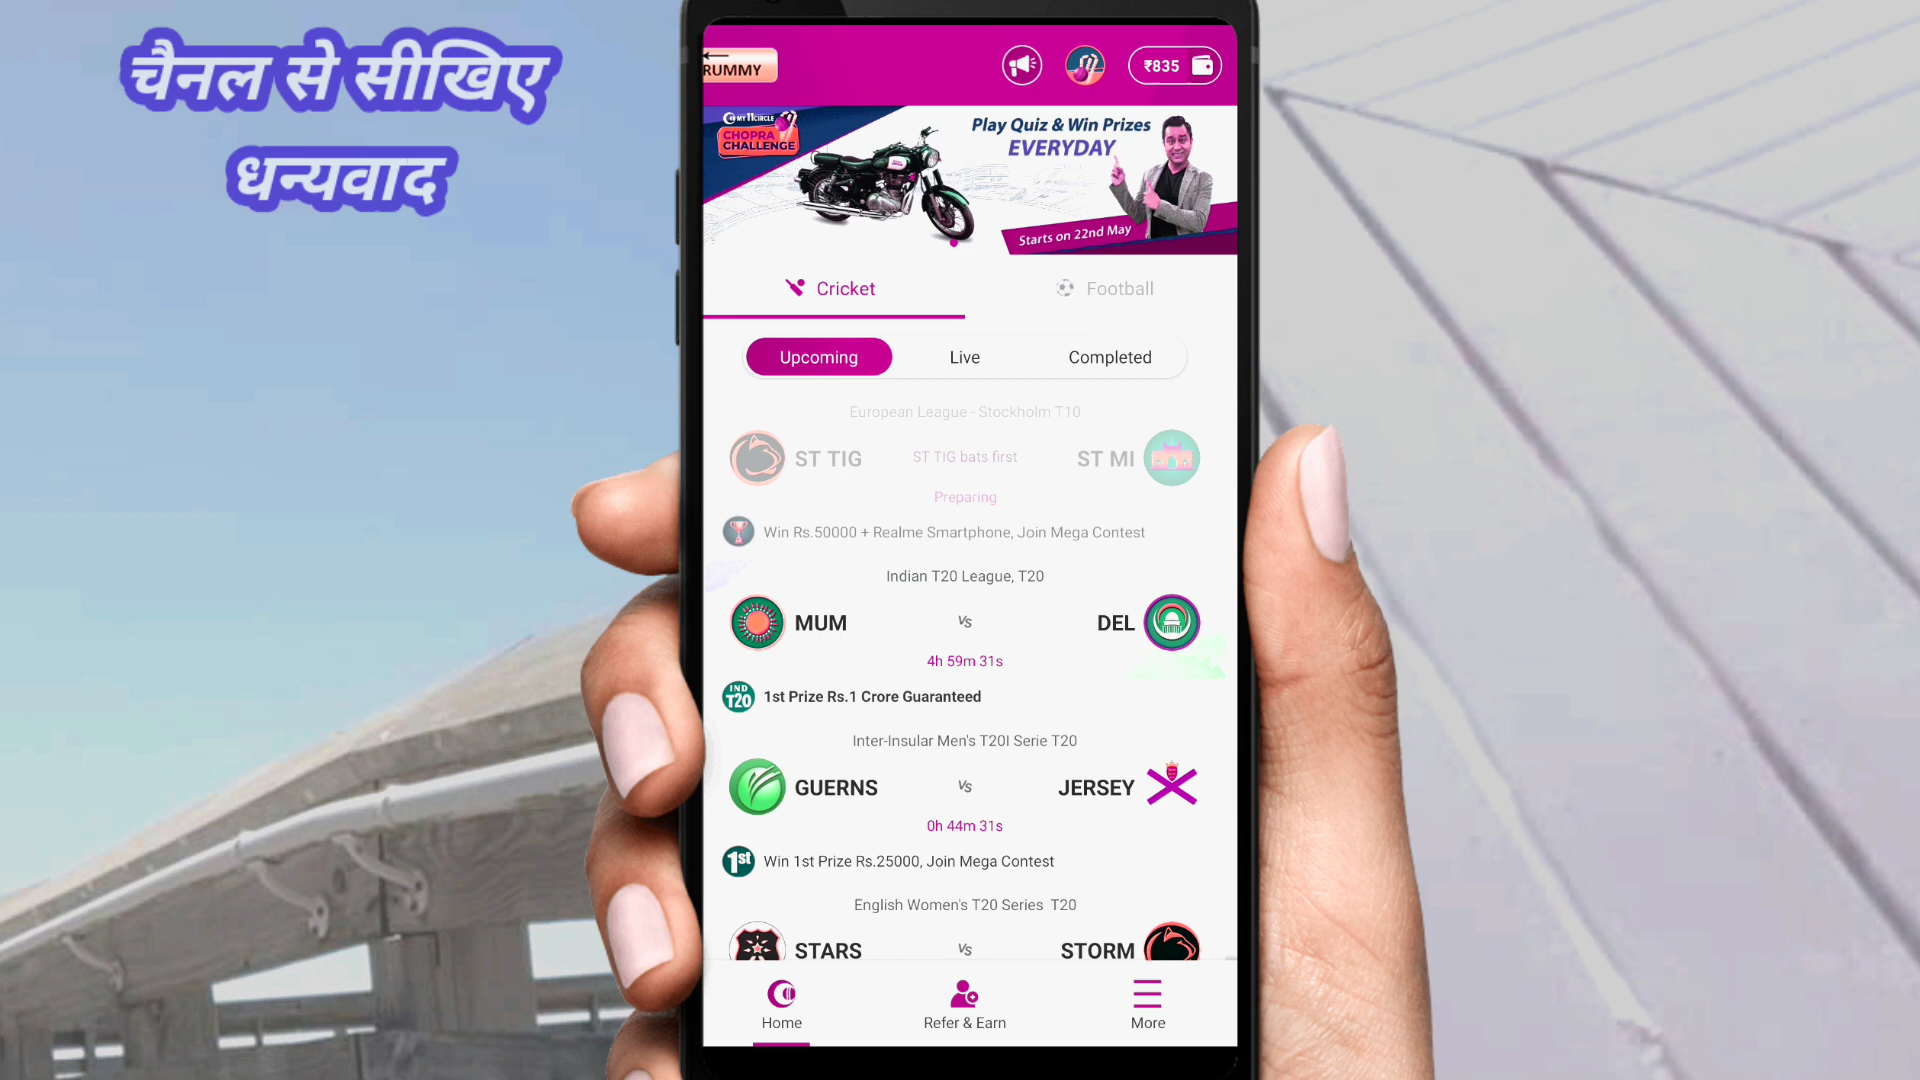 चैनल से सीखिए
धन्यवाद
RUMMY
₹835
MY11CIRCLE
CHOPRA
CHALLENGE
Play Quiz & Win Prizes
EVERYDAY
Starts on 22nd May
Cricket
Football
Upcoming
Live
Completed
European League - Stockholm T10
ST TIG
ST TIG bats first
ST MI
Preparing
Win Rs.50000 + Realme Smartphone, Join Mega Contest
Indian T20 League, T20
MUM
Vs
DEL
4h 59m 31s
IND
T20
1st Prize Rs.1 Crore Guaranteed
Inter-Insular Men's T20I Serie T20
GUERNS
Vs
JERSEY
0h 44m 31s
1st
Win 1st Prize Rs.25000, Join Mega Contest
English Women's T20 Series T20
STARS
Vs
STORM
Home
Refer & Earn
More